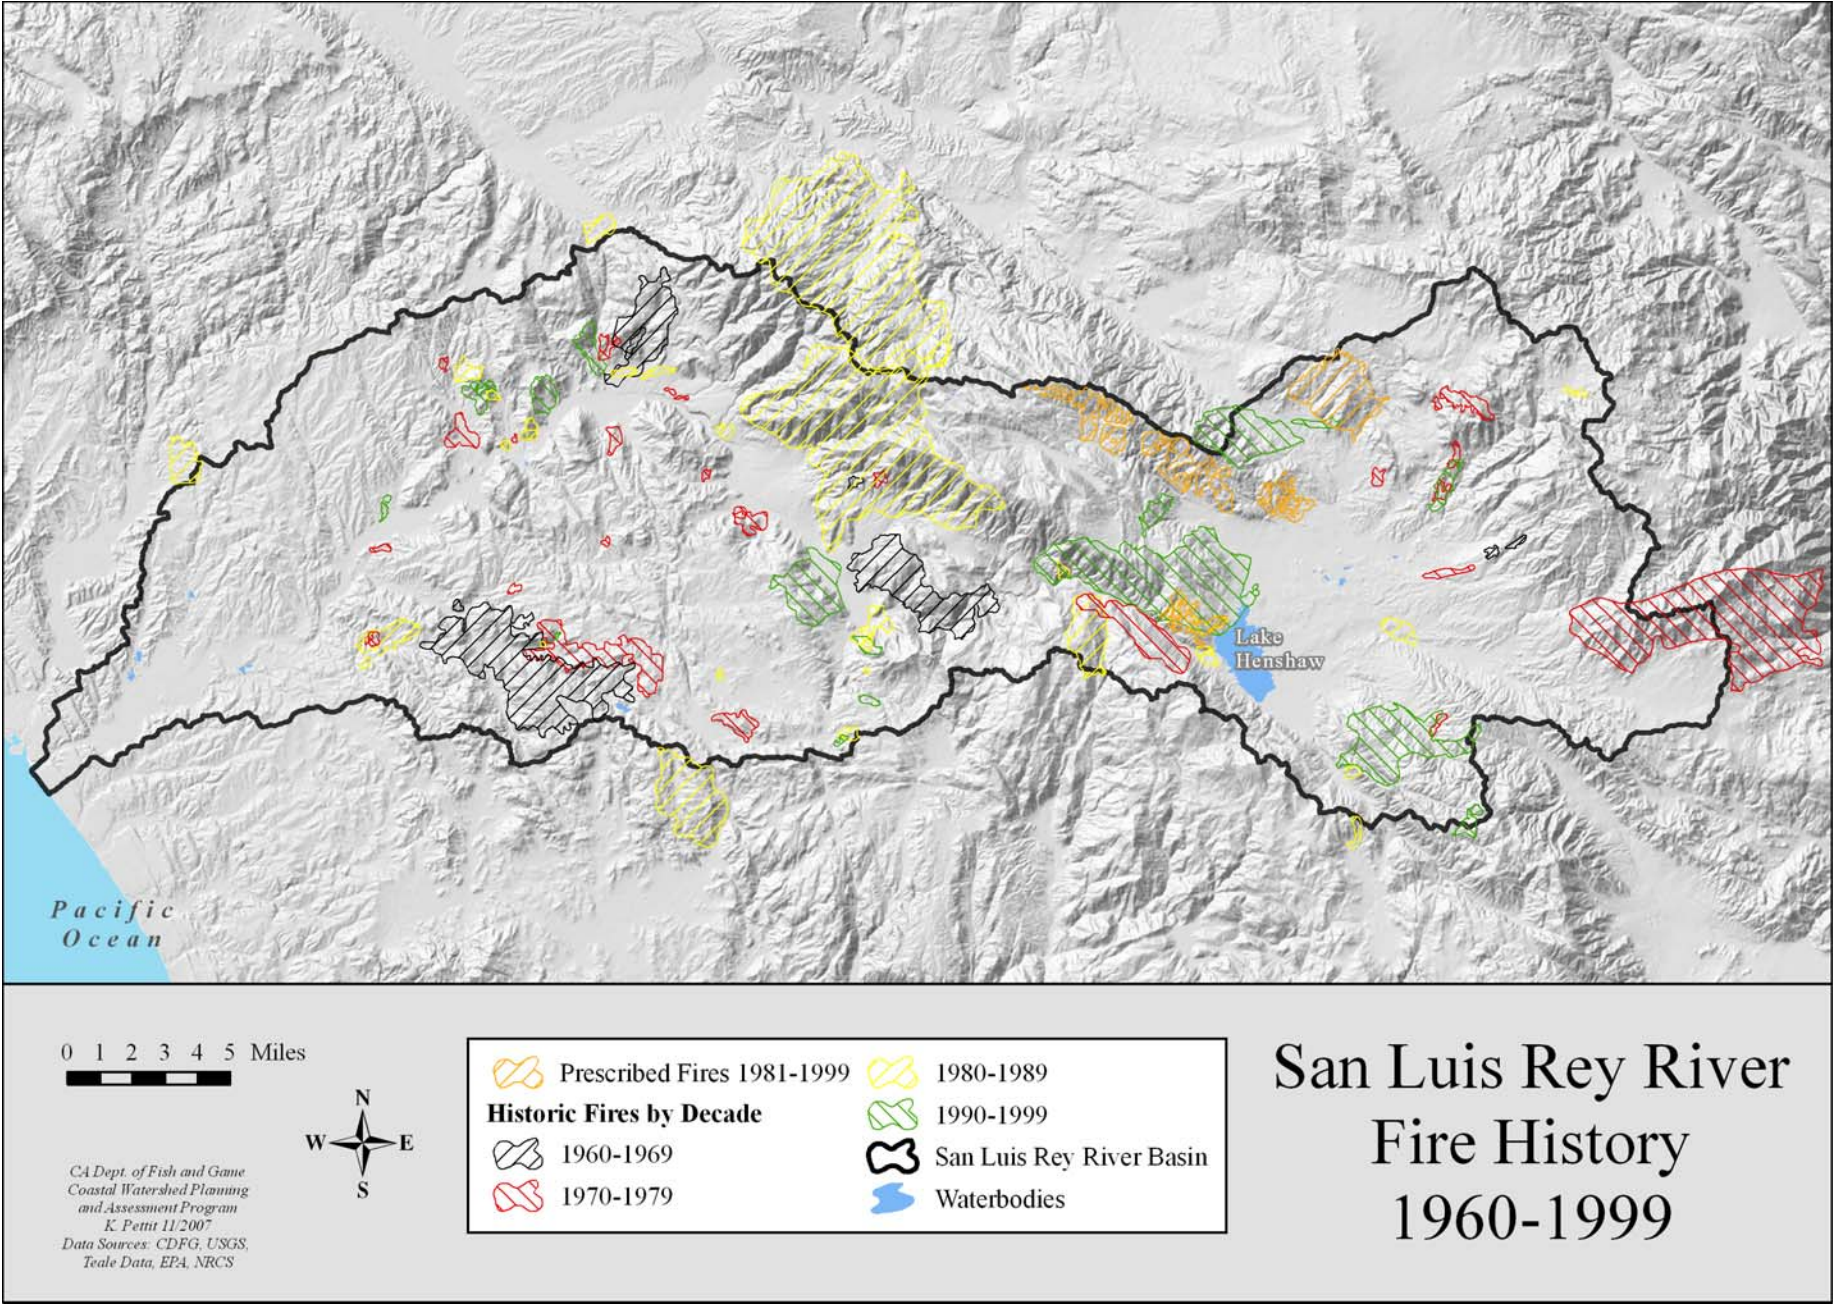 Lake
Henshaw
Pacific
Ocean
0 1 2 3 4 5 Miles
N
W E
S
CA Dept. of Fish and Game
Coastal Watershed Planning
and Assessment Program
K. Pettit 11/2007
Data Sources: CDFG, USGS,
Teale Data, EPA, NRCS
Prescribed Fires 1981-1999
Historic Fires by Decade
1960-1969
1970-1979
1980-1989
1990-1999
San Luis Rey River Basin
Waterbodies
San Luis Rey River
Fire History
1960-1999